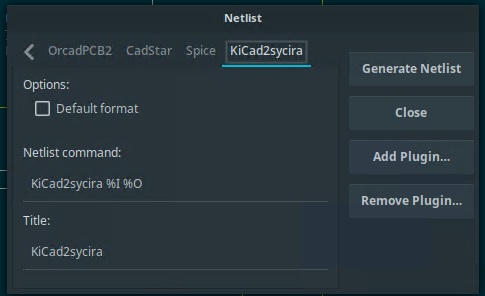 Netlist
OrcadPCB2 CadStar Spice KiCad2sycira
Options:
Default format
Netlist command:
KiCad2sycira %I %O
Title:
KiCad2sycira
Generate Netlist
Close
Add Plugin...
Remove Plugin...